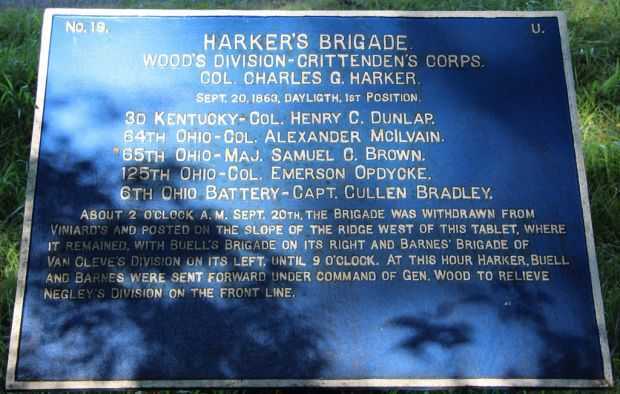 No. 19. U.
HARKER'S BRIGADE.
WOOD'S DIVISION-CRITTENDEN'S CORPS.
COL. CHARLES G. HARKER.
SEPT. 20, 1863, DAYLIGTH, 1ST POSITION.
3D KENTUCKY-COL. HENRY C. DUNLAP.
64TH OHIO-COL. ALEXANDER MCILVAIN.
*65TH OHIO-MAJ. SAMUEL C. BROWN.
125TH OHIO-COL. EMERSON OPDYCKE.
6TH OHIO BATTERY-CAPT. CULLEN BRADLEY.
ABOUT 2 O'CLOCK A.M. SEPT. 20TH, THE BRIGADE WAS WITHDRAWN FROM
VINIARD'S AND POSTED ON THE SLOPE OF THE RIDGE WEST OF THIS TABLET, WHERE
IT REMAINED, WITH BUELL'S BRIGADE ON ITS RIGHT AND BARNES' BRIGADE OF
VAN CLEVE'S DIVISION ON ITS LEFT, UNTIL 9 O'CLOCK. AT THIS HOUR HARKER, BUELL
AND BARNES WERE SENT FORWARD UNDER COMMAND OF GEN. WOOD TO RELIEVE
NEGLEY'S DIVISION ON THE FRONT LINE.